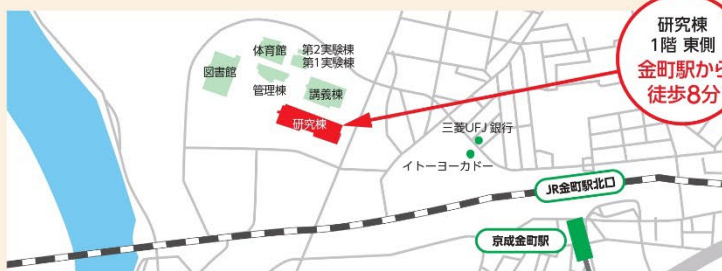 研究棟
1階 東側
金町駅から
徒歩8分
体育館
第2実験棟
第1実験棟
図書館
管理棟
講義棟
研究棟
三菱UFJ 銀行
イトーヨーカドー
JR金町駅北口
京成金町駅